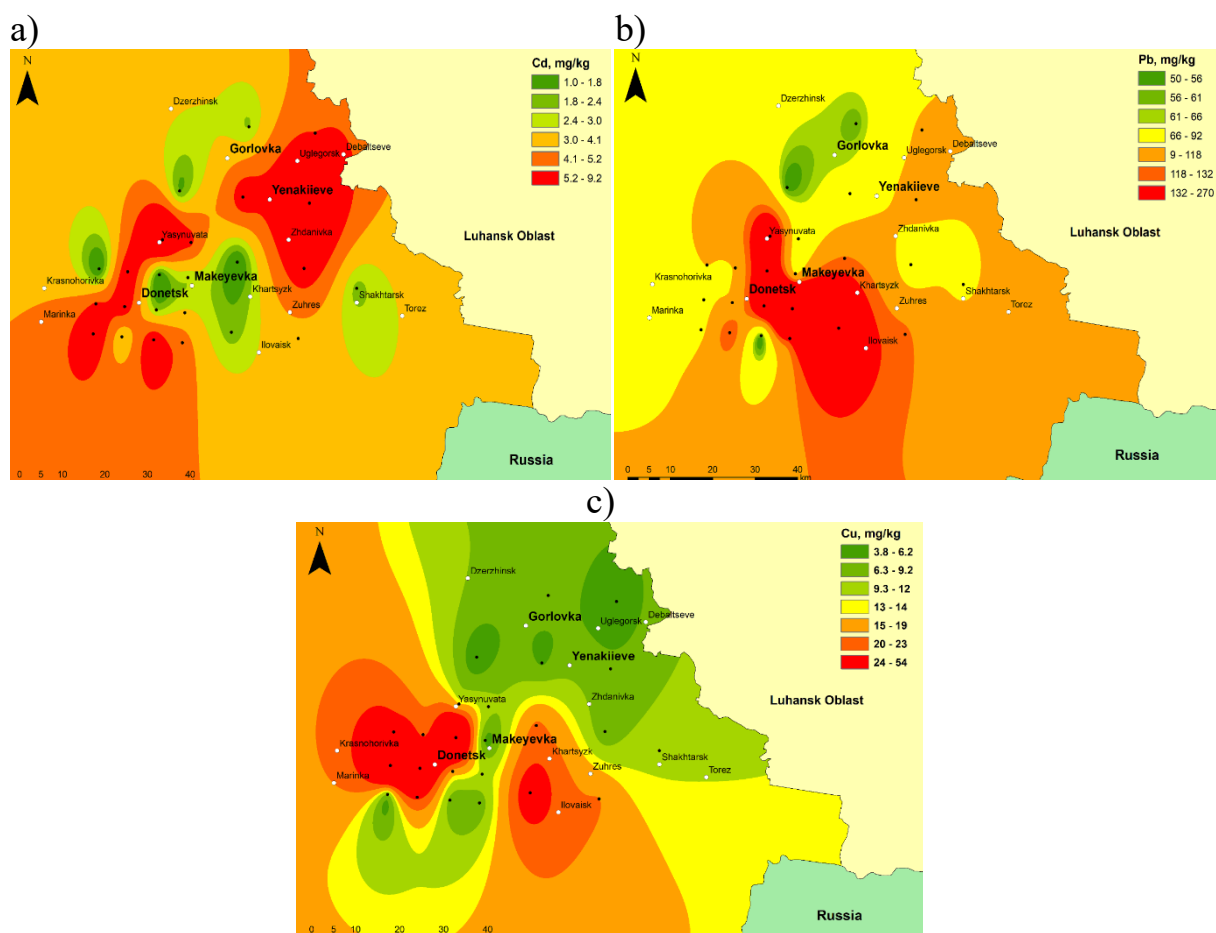 a)
N
Cd, mg/kg
1.0 - 1.8
1.8 - 2.4
2.4 - 3.0
3.0 - 4.1
4.1 - 5.2
5.2 - 9.2
Dzerzhinsk
Gorlovka
Uglegorsk
Debaltseve
Yenakiieve
Yasynuvata
Zhdanivka
Luhansk Oblast
Krasnohorivka
Makeyevka
Donetsk
Khartsyzk
Shakhtarsk
Marinka
Zuhres
Torez
Ilovaisk
Russia
0 5 10 20 30 40
b)
N
Pb, mg/kg
50 - 56
56 - 61
61 - 66
66 - 92
9 - 118
118 - 132
132 - 270
Dzerzhinsk
Gorlovka
Uglegorsk
Debaltseve
Yenakiieve
Yasynuvata
Zhdanivka
Luhansk Oblast
Krasnohorivka
Makeyevka
Donetsk
Khartsyzk
Shakhtarsk
Marinka
Zuhres
Toroz
Ilovaisk
Russia
0 5 10 20 30 40
km
c)
N
Cu, mg/kg
3.8 - 6.2
6.3 - 9.2
9.3 - 12
13 - 14
15 - 19
20 - 23
24 - 54
Dzerzhinsk
Gorlovka
Uglegorsk
Debaltseve
Yenakiieve
Yasynuvata
Zhdanivka
Luhansk Oblast
Krasnohorivka
Makeyevka
Donetsk
Khartsyzk
Shakhtarsk
Marinka
Zuhres
Torez
Ilovaisk
Russia
0 5 10 20 30 40